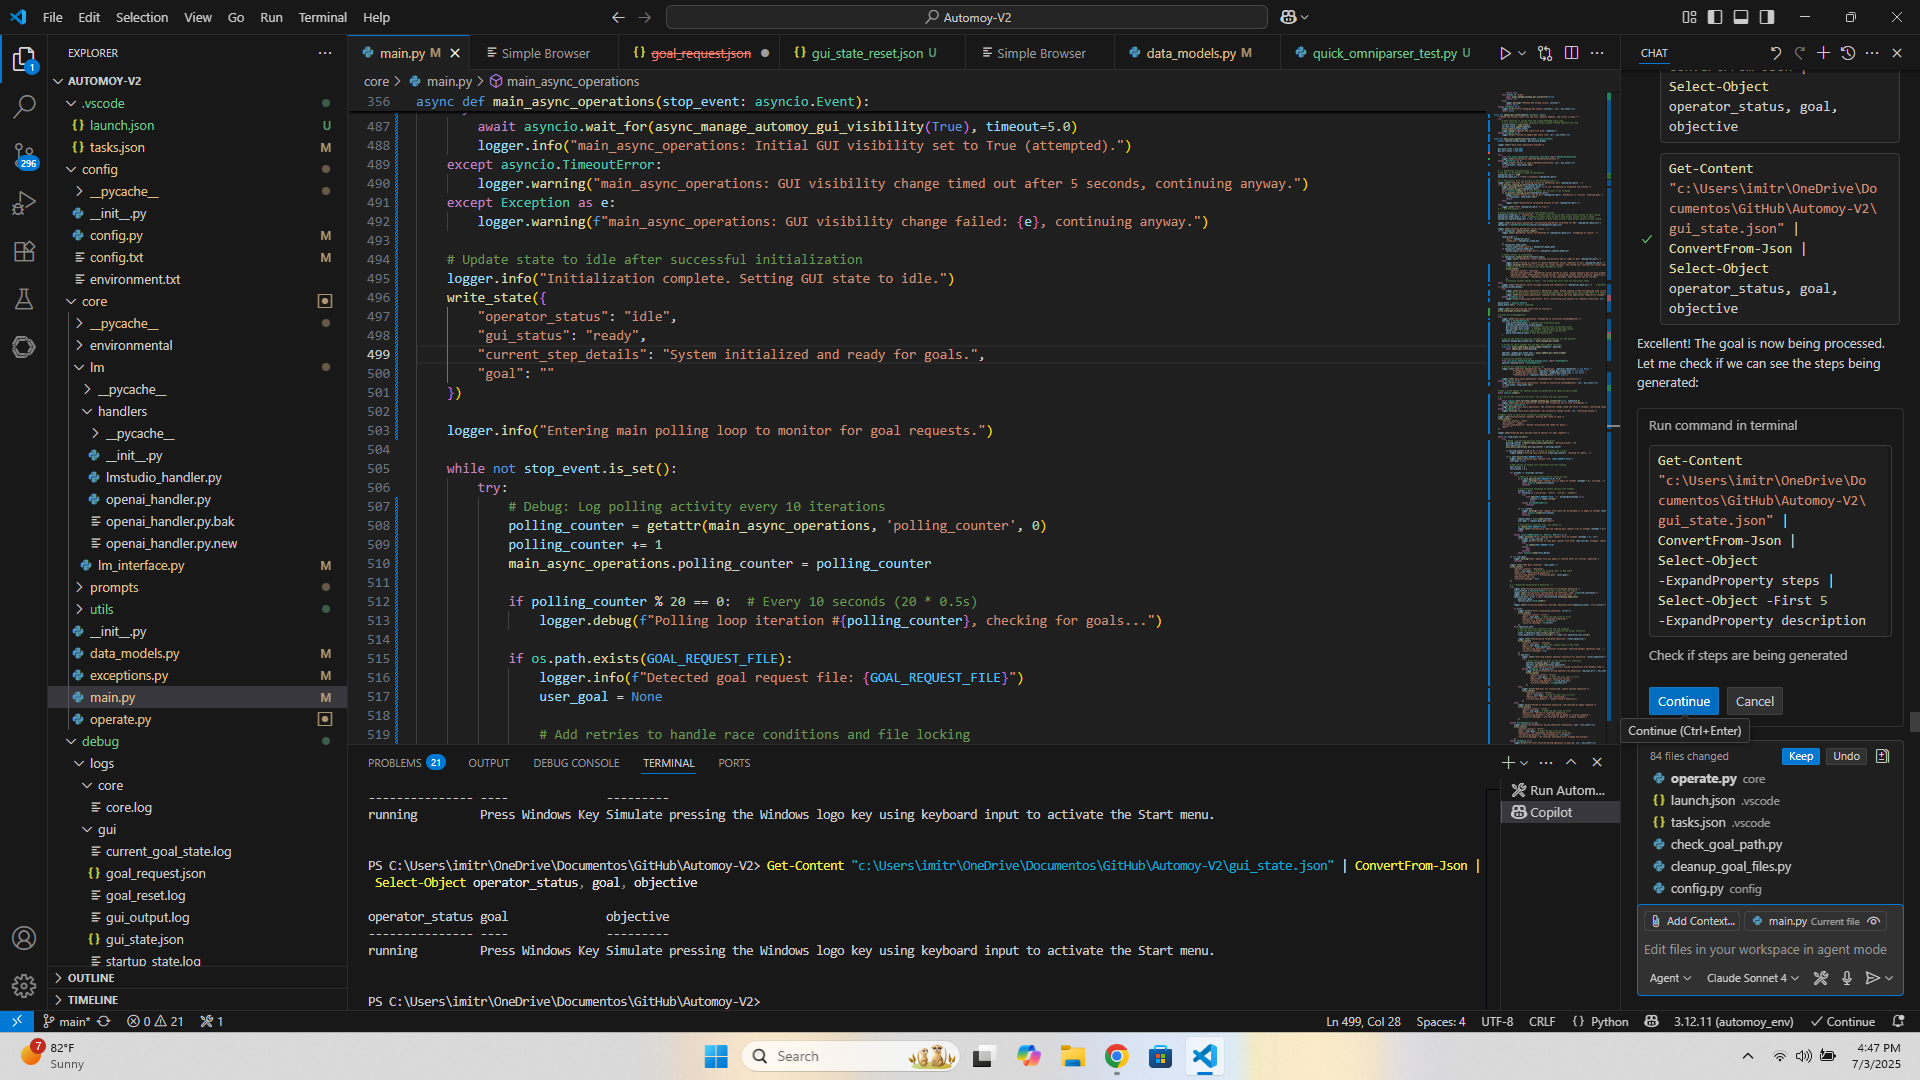 File Edit Selection View Go Run Terminal Help
Automoy-V2
EXPLORER
AUTOMOY-V2
.vscode
launch.json U
tasks.json M
config
__pycache__
__init__.py
config.py M
config.txt M
environment.txt
core
__pycache__
environmental
lm
__pycache__
handlers
__pycache__
__init__.py
lmstudio_handler.py
openai_handler.py
openai_handler.py.bak
openai_handler.py.new
lm_interface.py M
prompts
utils
__init__.py
data_models.py M
exceptions.py M
main.py M
operate.py
debug
logs
core
core.log
gui
current_goal_state.log
goal_request.json
goal_reset.log
gui_output.log
gui_state.json
startup_state.log
OUTLINE
TIMELINE
1
296
main.py M
Simple Browser
goal_request.json
gui_state_reset.json U
Simple Browser
data_models.py M
quick_omniparser_test.py U
core > main.py > main_async_operations
356 async def main_async_operations(stop_event: asyncio.Event):
487 await asyncio.wait_for(async_manage_automoy_gui_visibility(True), timeout=5.0)
488 logger.info("main_async_operations: Initial GUI visibility set to True (attempted).")
489 except asyncio.TimeoutError:
490 logger.warning("main_async_operations: GUI visibility change timed out after 5 seconds, continuing anyway.")
491 except Exception as e:
492 logger.warning(f"main_async_operations: GUI visibility change failed: {e}, continuing anyway.")
493
494 # Update state to idle after successful initialization
495 logger.info("Initialization complete. Setting GUI state to idle.")
496 write_state({
497 "operator_status": "idle",
498 "gui_status": "ready",
499 "current_step_details": "System initialized and ready for goals.",
500 "goal": ""
501 })
502
503 logger.info("Entering main polling loop to monitor for goal requests.")
504
505 while not stop_event.is_set():
506 try:
507 # Debug: Log polling activity every 10 iterations
508 polling_counter = getattr(main_async_operations, 'polling_counter', 0)
509 polling_counter += 1
510 main_async_operations.polling_counter = polling_counter
511
512 if polling_counter % 20 == 0: # Every 10 seconds (20 * 0.5s)
513 logger.debug(f"Polling loop iteration #{polling_counter}, checking for goals...")
514
515 if os.path.exists(GOAL_REQUEST_FILE):
516 logger.info(f"Detected goal request file: {GOAL_REQUEST_FILE}")
517 user_goal = None
518
519 # Add retries to handle race conditions and file locking
PROBLEMS 21 OUTPUT DEBUG CONSOLE TERMINAL PORTS
--------------- ---- ---------
running Press Windows Key Simulate pressing the Windows logo key using keyboard input to activate the Start menu.
PS C:\Users\imitr\OneDrive\Documentos\GitHub\Automoy-V2> Get-Content "c:\Users\imitr\OneDrive\Documentos\GitHub\Automoy-V2\gui_state.json" | ConvertFrom-Json |
Select-Object operator_status, goal, objective
operator_status goal objective
--------------- ---- ---------
running Press Windows Key Simulate pressing the Windows logo key using keyboard input to activate the Start menu.
PS C:\Users\imitr\OneDrive\Documentos\GitHub\Automoy-V2>
Run Autom...
Copilot
CHAT
Select-Object
operator_status, goal,
objective
Get-Content
"c:\Users\imitr\OneDrive\Do
cumentos\GitHub\Automoy-V2\
gui_state.json" |
ConvertFrom-Json |
Select-Object
operator_status, goal,
objective
Excellent! The goal is now being processed.
Let me check if we can see the steps being
generated:
Run command in terminal
Get-Content
"c:\Users\imitr\OneDrive\Do
cumentos\GitHub\Automoy-V2\
gui_state.json" |
ConvertFrom-Json |
Select-Object
-ExpandProperty steps |
Select-Object -First 5
-ExpandProperty description
Check if steps are being generated
Continue Cancel
Continue (Ctrl+Enter)
84 files changed Keep Undo
operate.py core
launch.json .vscode
tasks.json .vscode
check_goal_path.py
cleanup_goal_files.py
config.py config
Add Context... main.py Current file
Edit files in your workspace in agent mode
Agent Claude Sonnet 4
main* 0 21 1
Ln 499, Col 28 Spaces: 4 UTF-8 CRLF {} Python 3.12.11 (automoy_env) Continue
7
82°F
Sunny
Search
4:47 PM
7/3/2025